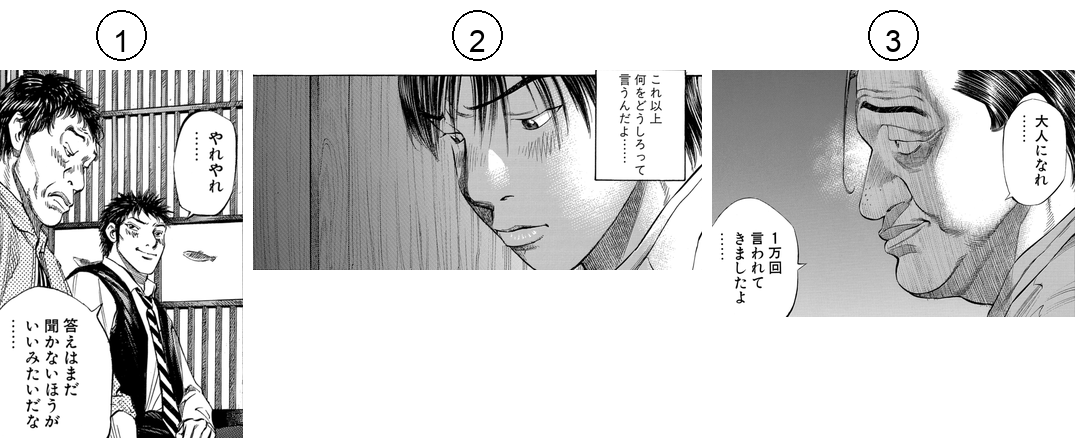 1
やれやれ
……
答えはまだ
聞かないほうが
いいみたいだな
……
2
これ以上
何をどうしろって
言うんだよ……
3
大人になれ
……
1万回
言われて
きましたよ
……